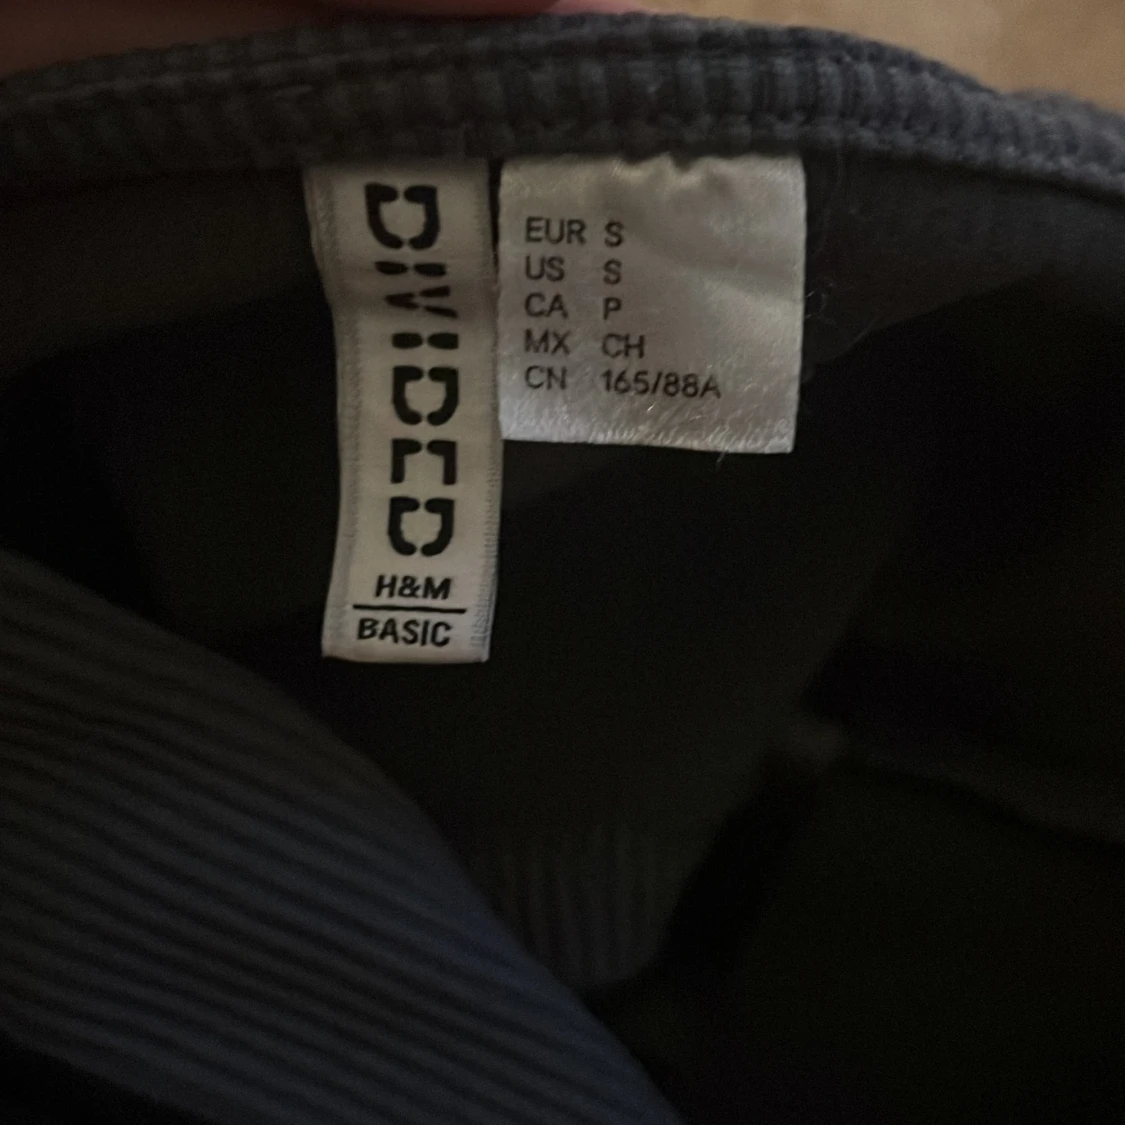 DIVIDED
H&M
BASIC
EUR S
US S
CA P
MX CH
CN 165/88A